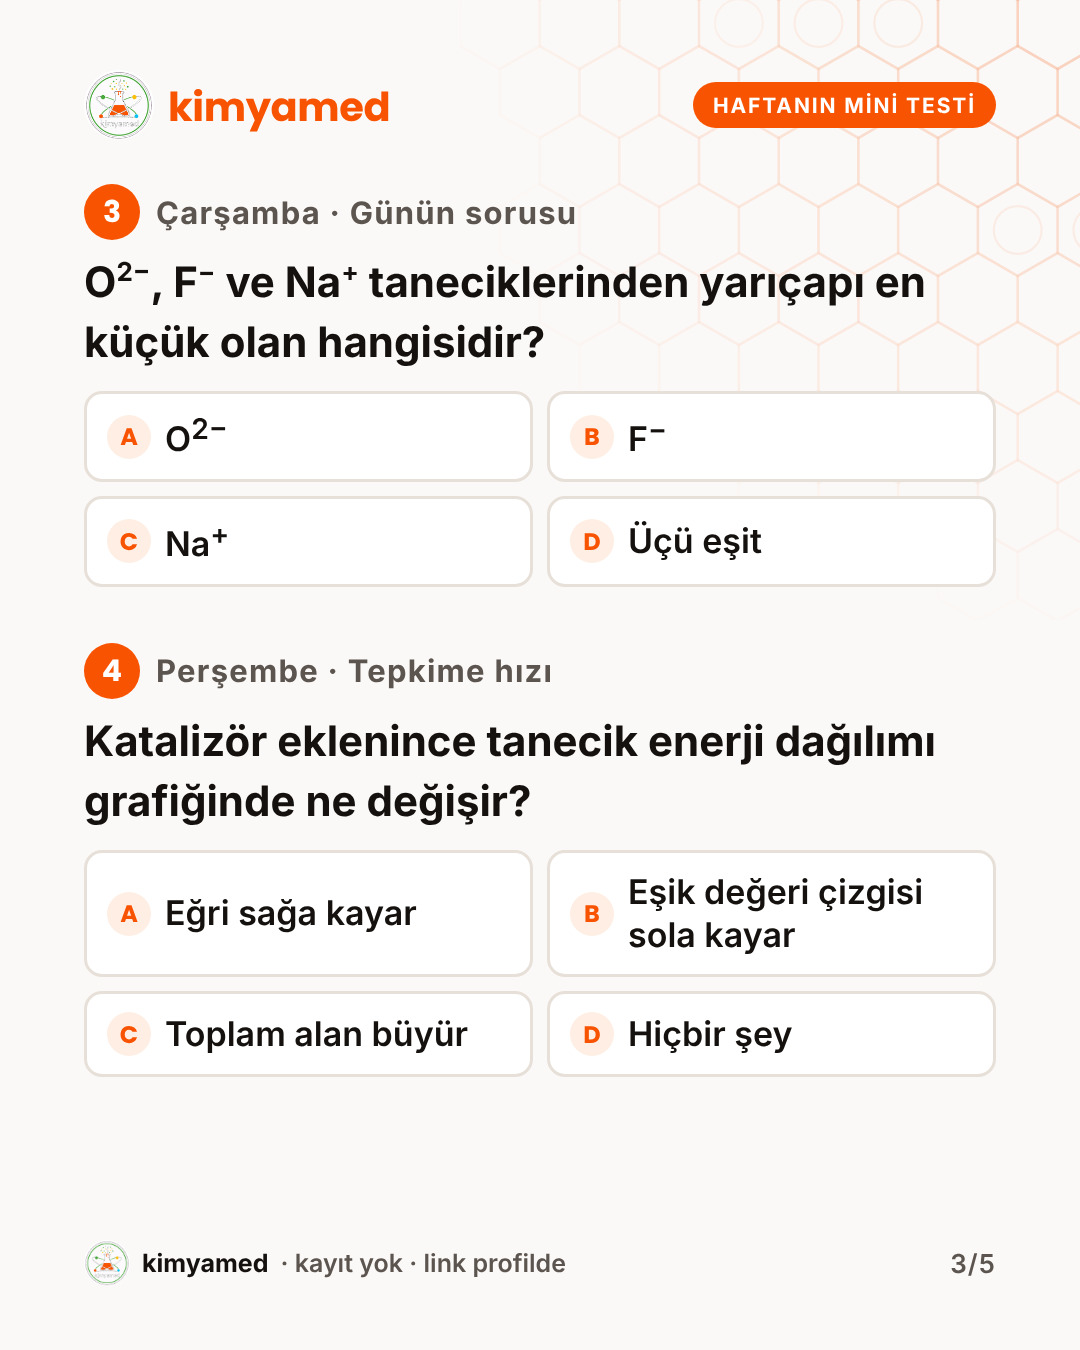 kimyamed
HAFTANIN MİNİ TESTİ
3 Çarşamba · Günün sorusu
O²⁻, F⁻ ve Na⁺ taneciklerinden yarıçapı en
küçük olan hangisidir?
A O²⁻
B F⁻
C Na⁺
D Üçü eşit
4 Perşembe · Tepkime hızı
Katalizör eklenince tanecik enerji dağılımı
grafiğinde ne değişir?
A Eğri sağa kayar
B Eşik değeri çizgisi
sola kayar
C Toplam alan büyür
D Hiçbir şey
kimyamed · kayıt yok · link profilde
3/5